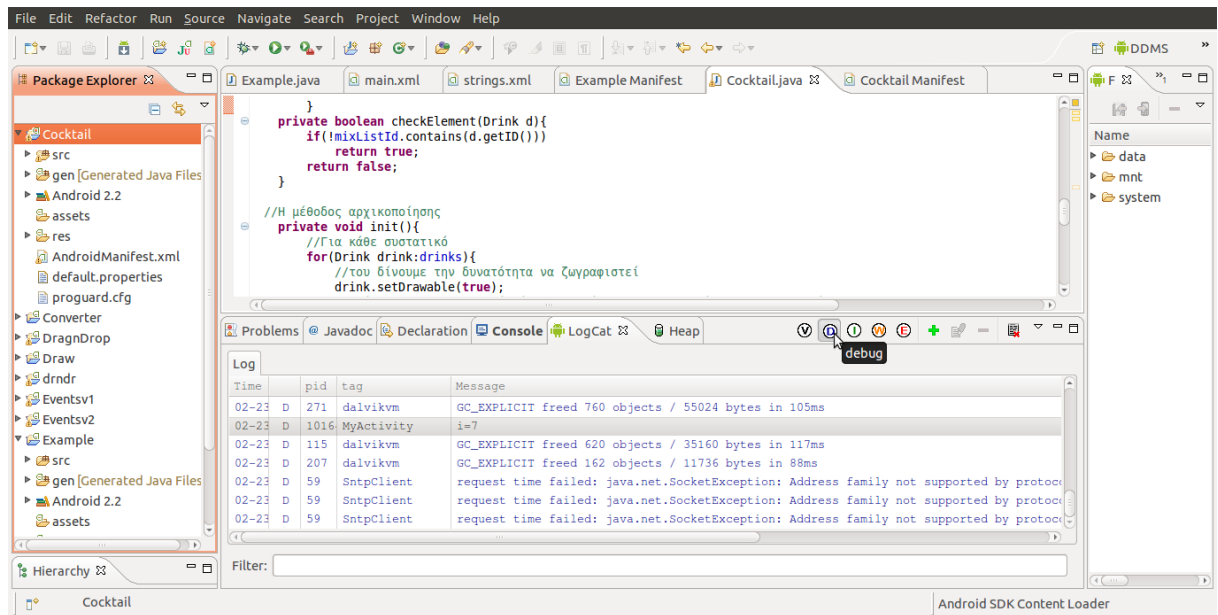 File Edit Refactor Run Source Navigate Search Project Window Help
DDMS »
Package Explorer
Example.java main.xml strings.xml Example Manifest Cocktail.java Cocktail Manifest
F »1
Cocktail
src
gen [Generated Java Files
Android 2.2
assets
res
AndroidManifest.xml
default.properties
proguard.cfg
Converter
DragnDrop
Draw
drndr
Eventsv1
Eventsv2
Example
src
gen [Generated Java Files
Android 2.2
assets
Hierarchy
}
private boolean checkElement(Drink d){
if(!mixListId.contains(d.getID()))
return true;
return false;
}
//Η μέθοδος αρχικοποίησης
private void init(){
//Για κάθε συστατικό
for(Drink drink:drinks){
//του δίνουμε την δυνατότητα να ζωγραφιστεί
drink.setDrawable(true);
Name
data
mnt
system
Problems @ Javadoc Declaration Console LogCat Heap
V D I W E
debug
Log
Time pid tag Message
02-23 D 271 dalvikvm GC_EXPLICIT freed 760 objects / 55024 bytes in 105ms
02-23 D 1016 MyActivity i=7
02-23 D 115 dalvikvm GC_EXPLICIT freed 620 objects / 35160 bytes in 117ms
02-23 D 207 dalvikvm GC_EXPLICIT freed 162 objects / 11736 bytes in 88ms
02-23 D 59 SntpClient request time failed: java.net.SocketException: Address family not supported by protoco
02-23 D 59 SntpClient request time failed: java.net.SocketException: Address family not supported by protoco
02-23 D 59 SntpClient request time failed: java.net.SocketException: Address family not supported by protoco
Filter:
Cocktail
Android SDK Content Loader